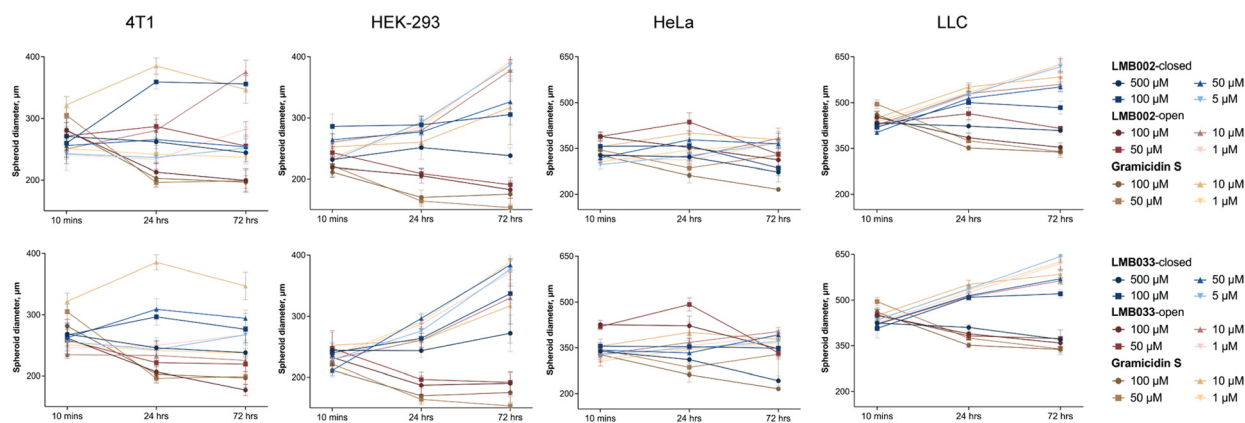 4T1
HEK-293
HeLa
LLC
Spheroid diameter, µm
400
300
200
10 mins
24 hrs
72 hrs
Spheroid diameter, µm
400
300
200
10 mins
24 hrs
72 hrs
Spheroid diameter, µm
650
500
350
300
10 mins
24 hrs
72 hrs
Spheroid diameter, µm
650
500
350
300
10 mins
24 hrs
72 hrs
LMB002-closed
500 µM
50 µM
100 µM
5 µM
LMB002-open
100 µM
10 µM
50 µM
1 µM
Gramicidin S
100 µM
10 µM
50 µM
1 µM
Spheroid diameter, µm
400
300
200
10 mins
24 hrs
72 hrs
Spheroid diameter, µm
400
300
200
10 mins
24 hrs
72 hrs
Spheroid diameter, µm
650
500
350
300
10 mins
24 hrs
72 hrs
Spheroid diameter, µm
650
500
350
300
10 mins
24 hrs
72 hrs
LMB033-closed
500 µM
50 µM
100 µM
5 µM
LMB033-open
100 µM
10 µM
50 µM
1 µM
Gramicidin S
100 µM
10 µM
50 µM
1 µM